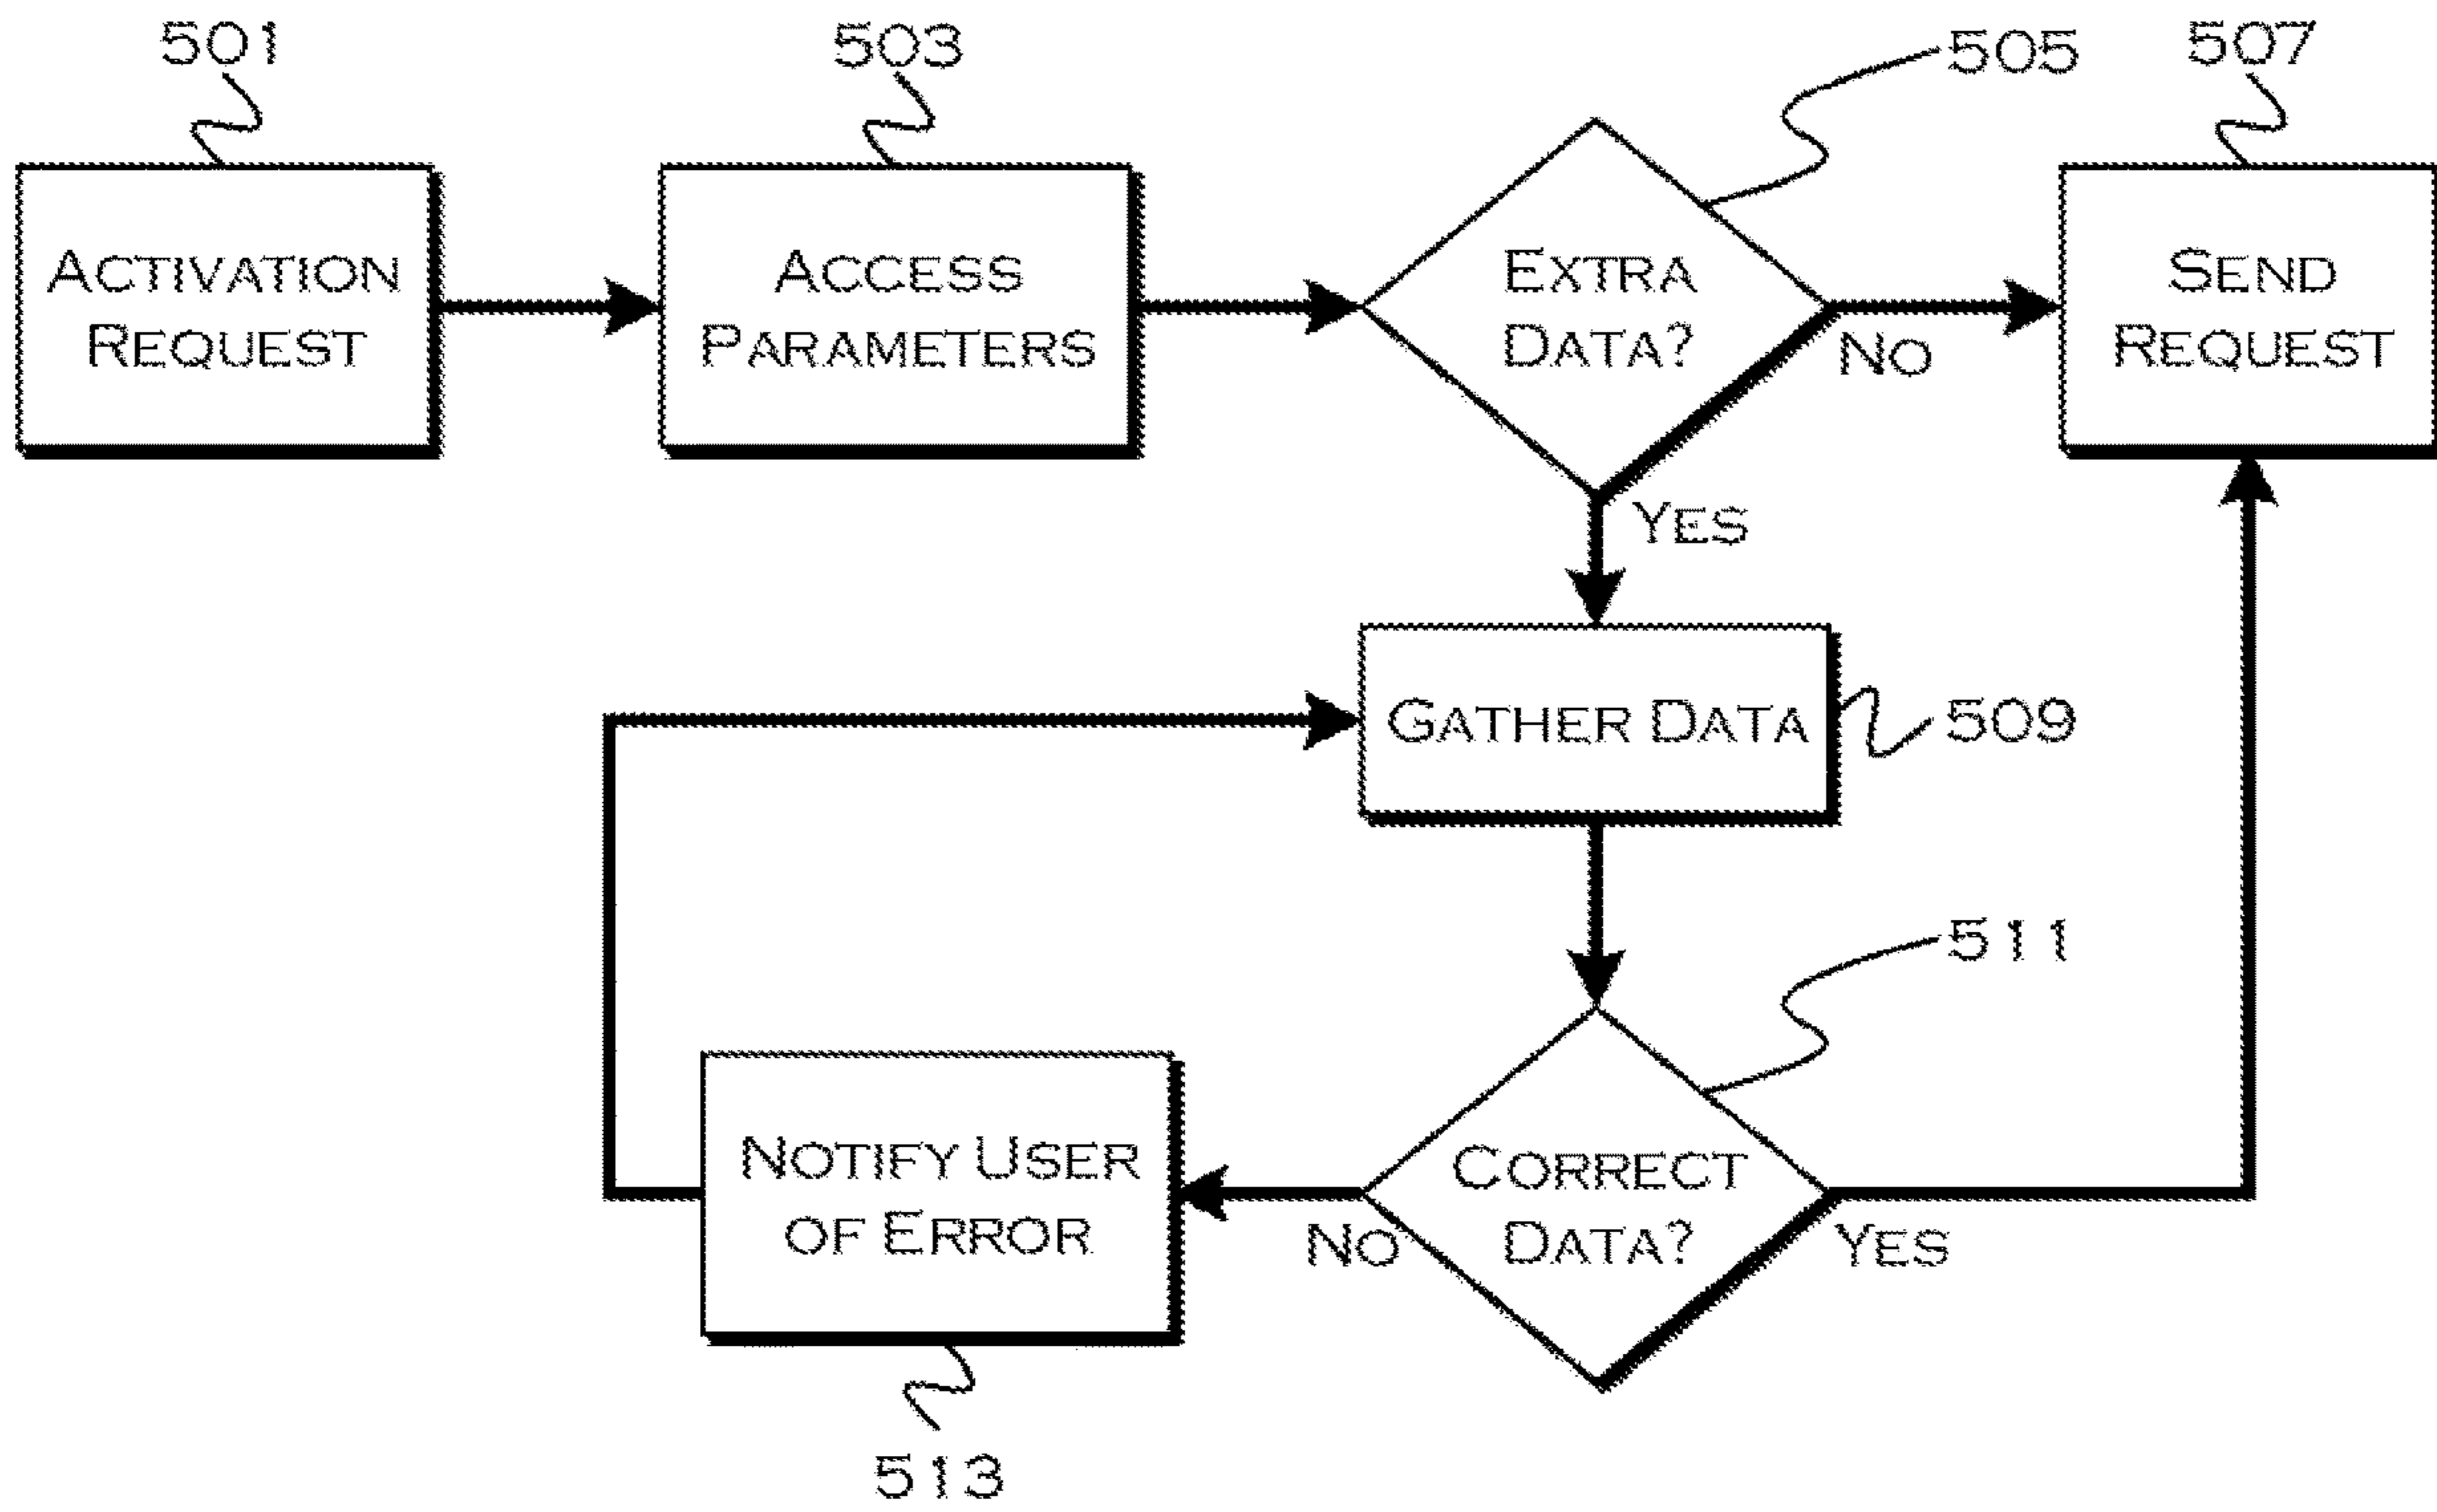 501
503
505
507
ACTIVATION
REQUEST
ACCESS
PARAMETERS
EXTRA
DATA?
NO
SEND
REQUEST
YES
GATHER DATA
509
511
NOTIFY USER
OF ERROR
NO
CORRECT
DATA?
YES
513